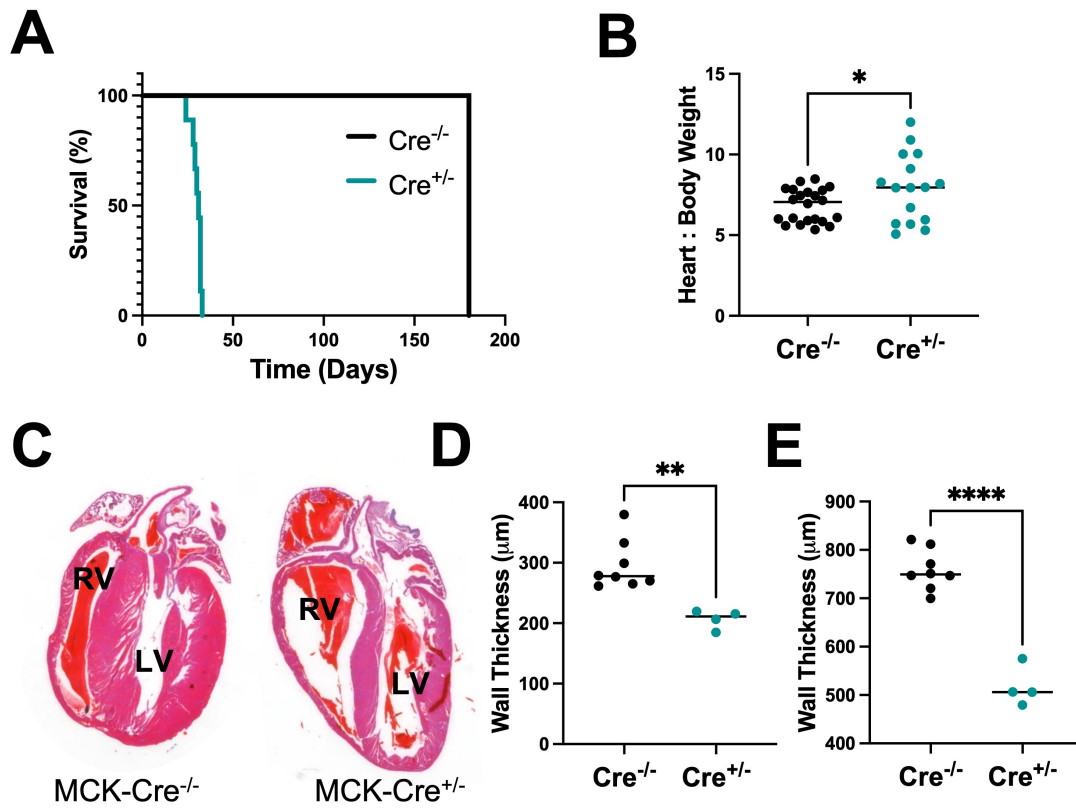 A
Survival (%)
100
50
0
0 50 100 150 200
Time (Days)
Cre-/-
Cre+/-
B
Heart : Body Weight
15
10
5
0
*
Cre-/- Cre+/-
C
RV
LV
RV
LV
MCK-Cre-/- MCK-Cre+/-
D
Wall Thickness (μm)
400
300
200
100
0
**
Cre-/- Cre+/-
E
Wall Thickness (μm)
900
800
700
600
500
400
****
Cre-/- Cre+/-